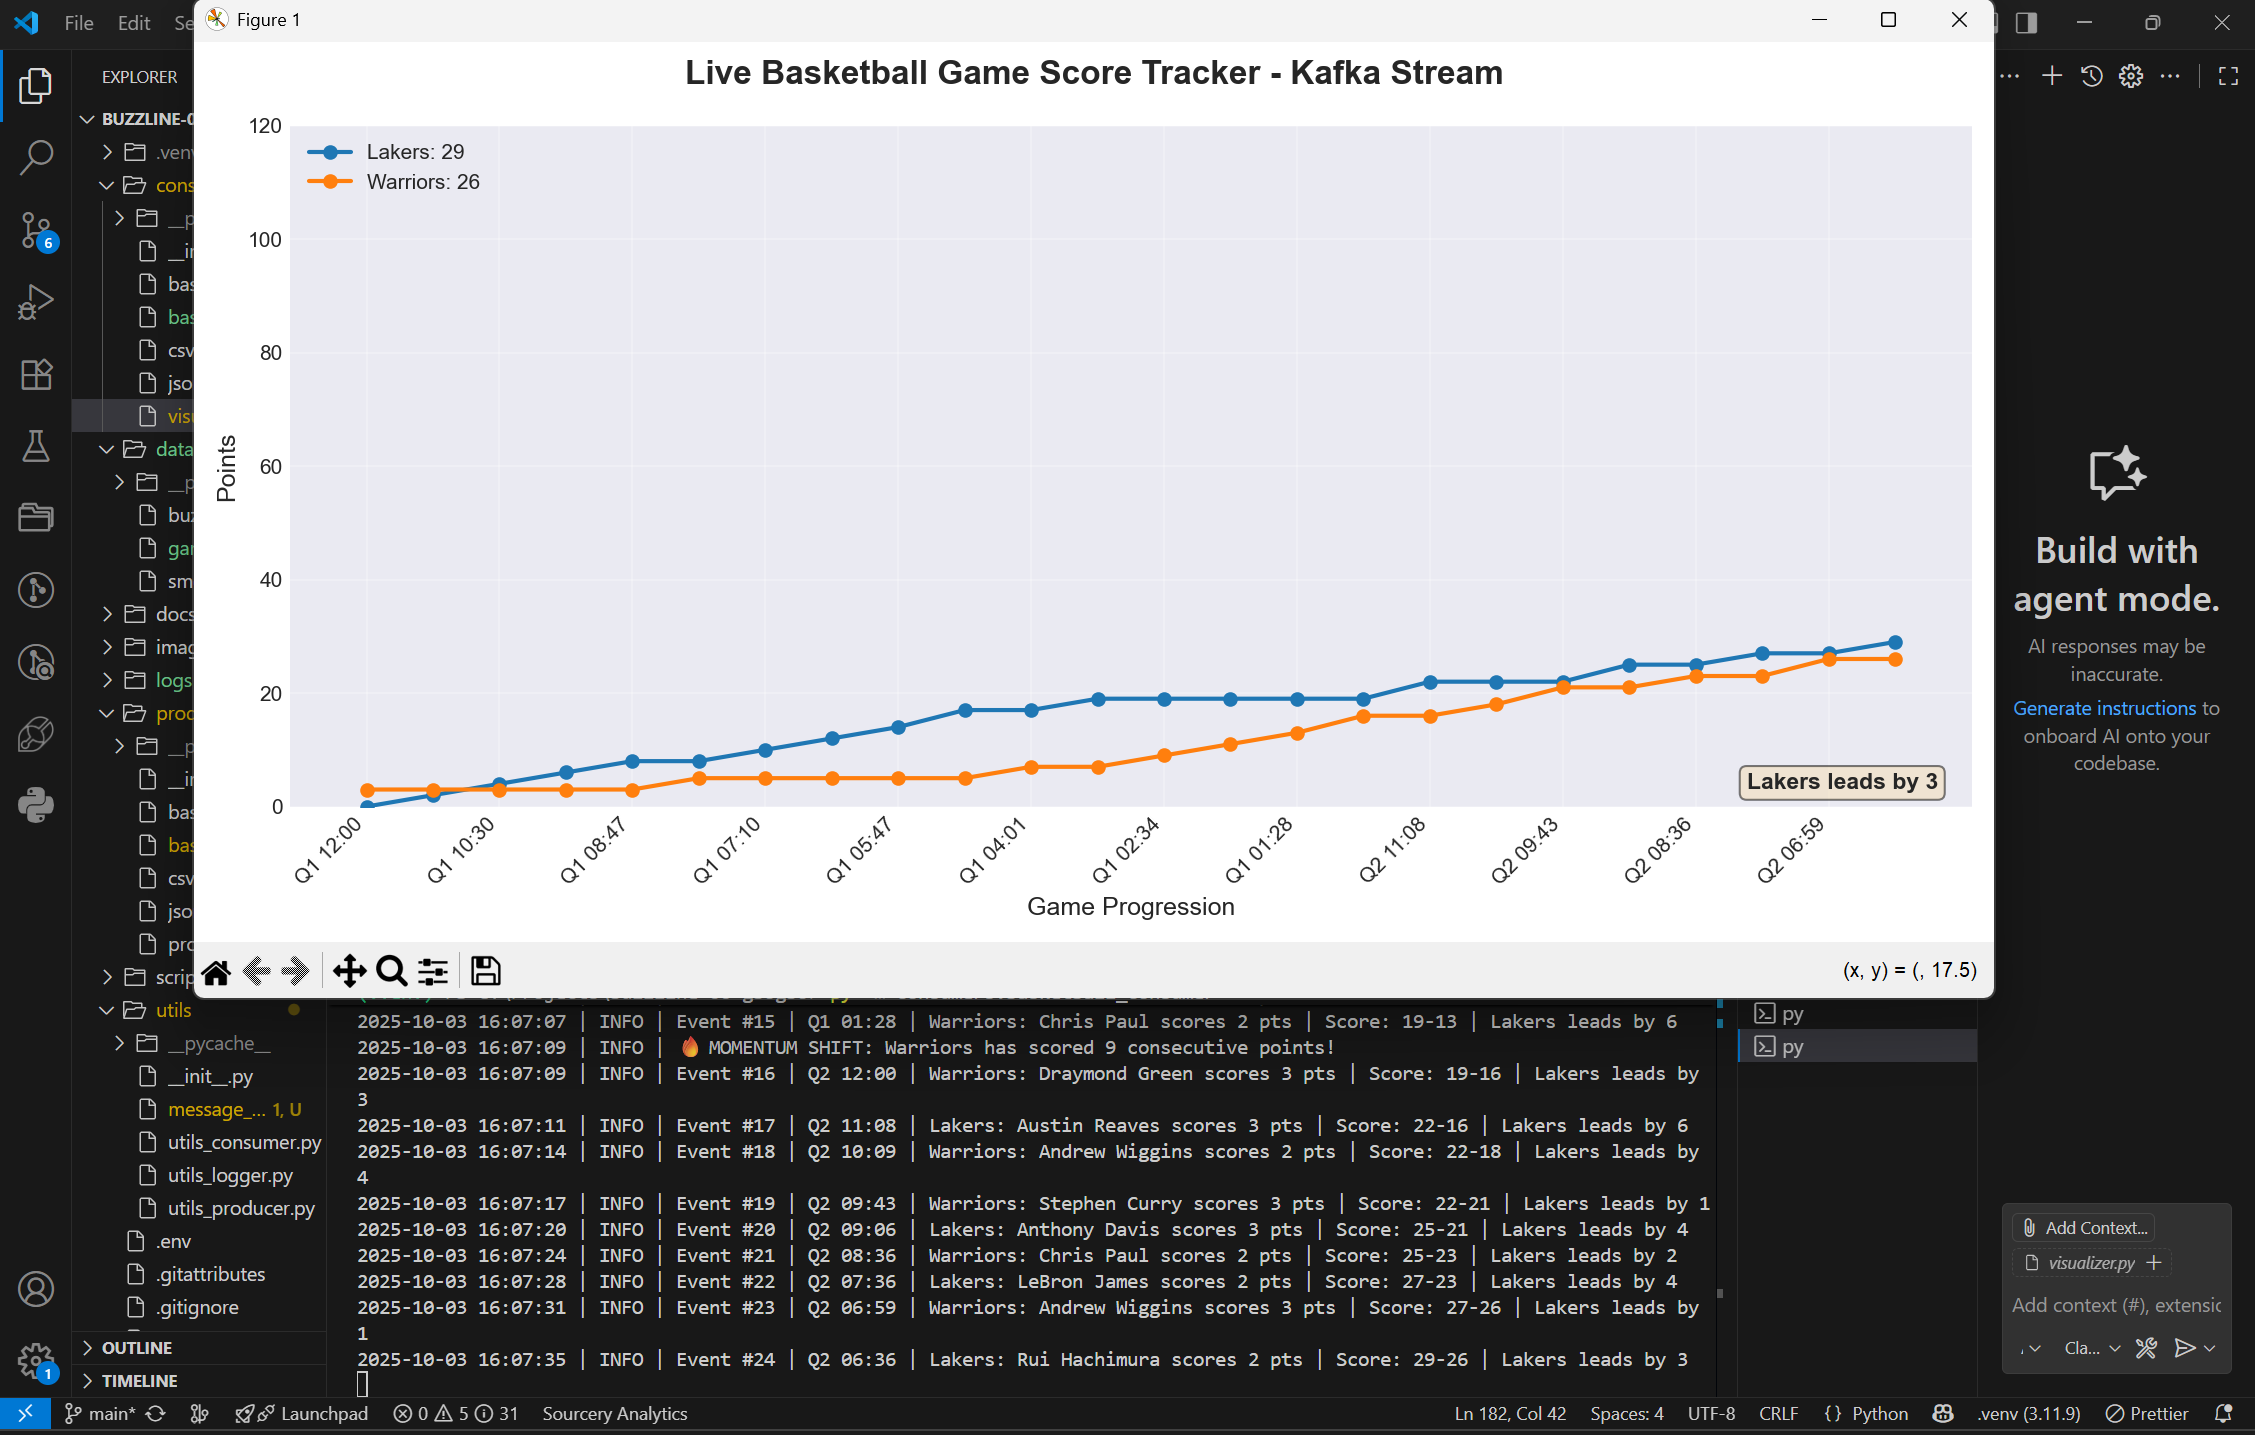 File
Edit
Se
Figure 1
EXPLORER
BUZZLINE-0
.ven
cons
__p
__in
bas
bas
csv
jso
visu
data
__p
buz
gar
sm
docs
imag
logs
prod
__p
__in
bas
bas
csv
jso
pro
scrip
utils
__pycache__
__init__.py
message_... 1, U
utils_consumer.py
utils_logger.py
utils_producer.py
.env
.gitattributes
.gitignore
OUTLINE
TIMELINE
6
1
Live Basketball Game Score Tracker - Kafka Stream
Lakers: 29
Warriors: 26
120
100
80
60
40
20
0
Points
Lakers leads by 3
Q1 12:00
Q1 10:30
Q1 08:47
Q1 07:10
Q1 05:47
Q1 04:01
Q1 02:34
Q1 01:28
Q2 11:08
Q2 09:43
Q2 08:36
Q2 06:59
Game Progression
(x, y) = (, 17.5)
2025-10-03 16:07:07 | INFO | Event #15 | Q1 01:28 | Warriors: Chris Paul scores 2 pts | Score: 19-13 | Lakers leads by 6
2025-10-03 16:07:09 | INFO | 🔥 MOMENTUM SHIFT: Warriors has scored 9 consecutive points!
2025-10-03 16:07:09 | INFO | Event #16 | Q2 12:00 | Warriors: Draymond Green scores 3 pts | Score: 19-16 | Lakers leads by
3
2025-10-03 16:07:11 | INFO | Event #17 | Q2 11:08 | Lakers: Austin Reaves scores 3 pts | Score: 22-16 | Lakers leads by 6
2025-10-03 16:07:14 | INFO | Event #18 | Q2 10:09 | Warriors: Andrew Wiggins scores 2 pts | Score: 22-18 | Lakers leads by
4
2025-10-03 16:07:17 | INFO | Event #19 | Q2 09:43 | Warriors: Stephen Curry scores 3 pts | Score: 22-21 | Lakers leads by 1
2025-10-03 16:07:20 | INFO | Event #20 | Q2 09:06 | Lakers: Anthony Davis scores 3 pts | Score: 25-21 | Lakers leads by 4
2025-10-03 16:07:24 | INFO | Event #21 | Q2 08:36 | Warriors: Chris Paul scores 2 pts | Score: 25-23 | Lakers leads by 2
2025-10-03 16:07:28 | INFO | Event #22 | Q2 07:36 | Lakers: LeBron James scores 2 pts | Score: 27-23 | Lakers leads by 4
2025-10-03 16:07:31 | INFO | Event #23 | Q2 06:59 | Warriors: Andrew Wiggins scores 3 pts | Score: 27-26 | Lakers leads by
1
2025-10-03 16:07:35 | INFO | Event #24 | Q2 06:36 | Lakers: Rui Hachimura scores 2 pts | Score: 29-26 | Lakers leads by 3
py
py
Build with
agent mode.
AI responses may be
inaccurate.
Generate instructions to
onboard AI onto your
codebase.
Add Context...
visualizer.py
Add context (#), extensic
Cla...
main*
Launchpad
0
5
31
Sourcery Analytics
Ln 182, Col 42
Spaces: 4
UTF-8
CRLF
{} Python
.venv (3.11.9)
Prettier